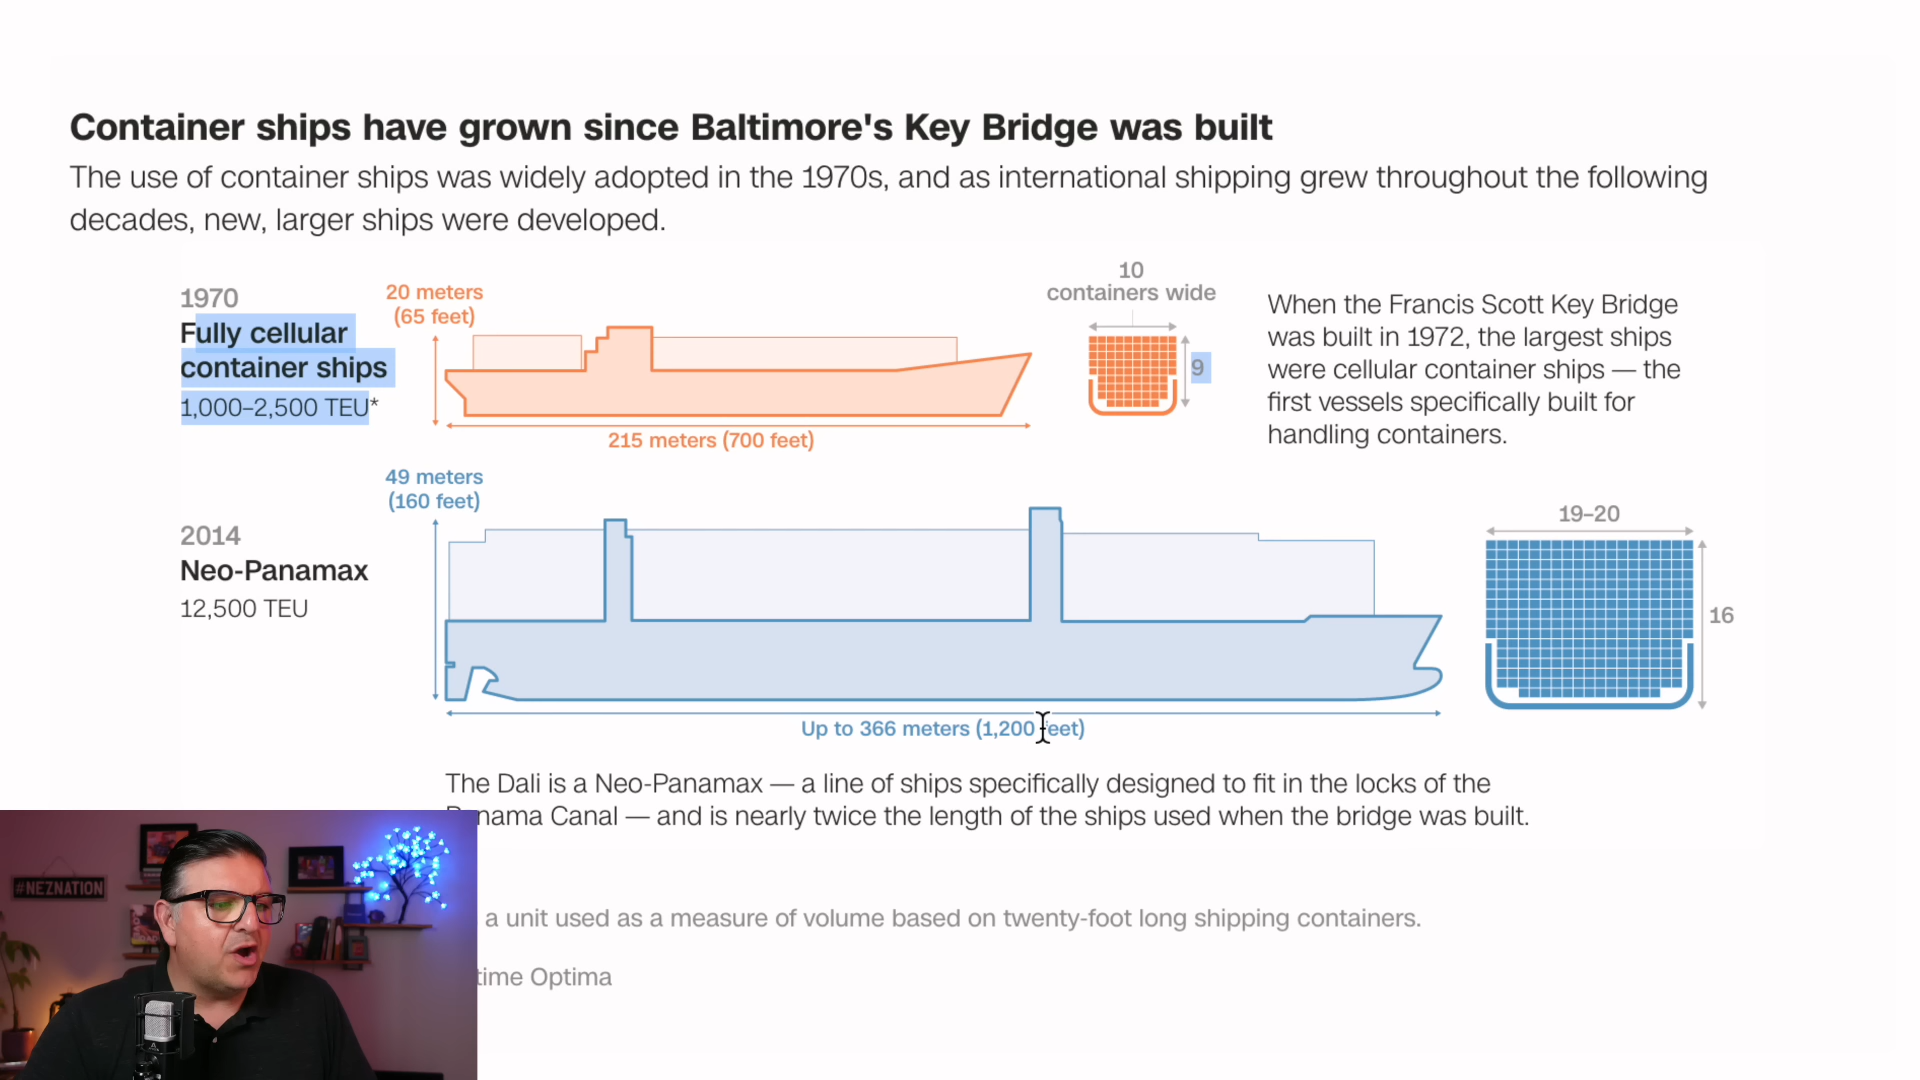 Container ships have grown since Baltimore's Key Bridge was built
The use of container ships was widely adopted in the 1970s, and as international shipping grew throughout the following
decades, new, larger ships were developed.
1970
Fully cellular
container ships
1,000–2,500 TEU*
20 meters
(65 feet)
215 meters (700 feet)
10
containers wide
9
When the Francis Scott Key Bridge
was built in 1972, the largest ships
were cellular container ships — the
first vessels specifically built for
handling containers.
2014
Neo-Panamax
12,500 TEU
49 meters
(160 feet)
Up to 366 meters (1,200 feet)
19–20
16
The Dali is a Neo-Panamax — a line of ships specifically designed to fit in the locks of the
Panama Canal — and is nearly twice the length of the ships used when the bridge was built.
a unit used as a measure of volume based on twenty-foot long shipping containers.
time Optima
#NEZNATION